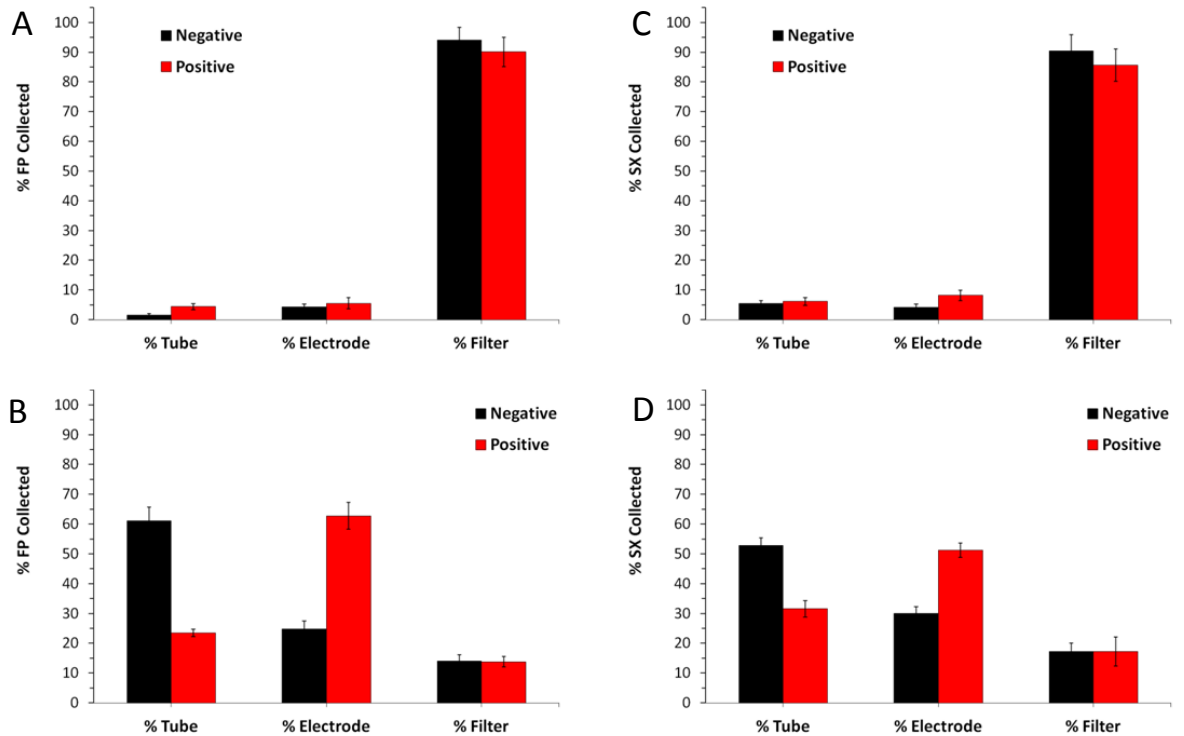 A
% FP Collected
100
90
80
70
60
50
40
30
20
10
0
Negative
Positive
% Tube % Electrode % Filter
C
% SX Collected
100
90
80
70
60
50
40
30
20
10
0
Negative
Positive
% Tube % Electrode % Filter
B
% FP Collected
100
90
80
70
60
50
40
30
20
10
0
Negative
Positive
% Tube % Electrode % Filter
D
% SX Collected
100
90
80
70
60
50
40
30
20
10
0
Negative
Positive
% Tube % Electrode % Filter